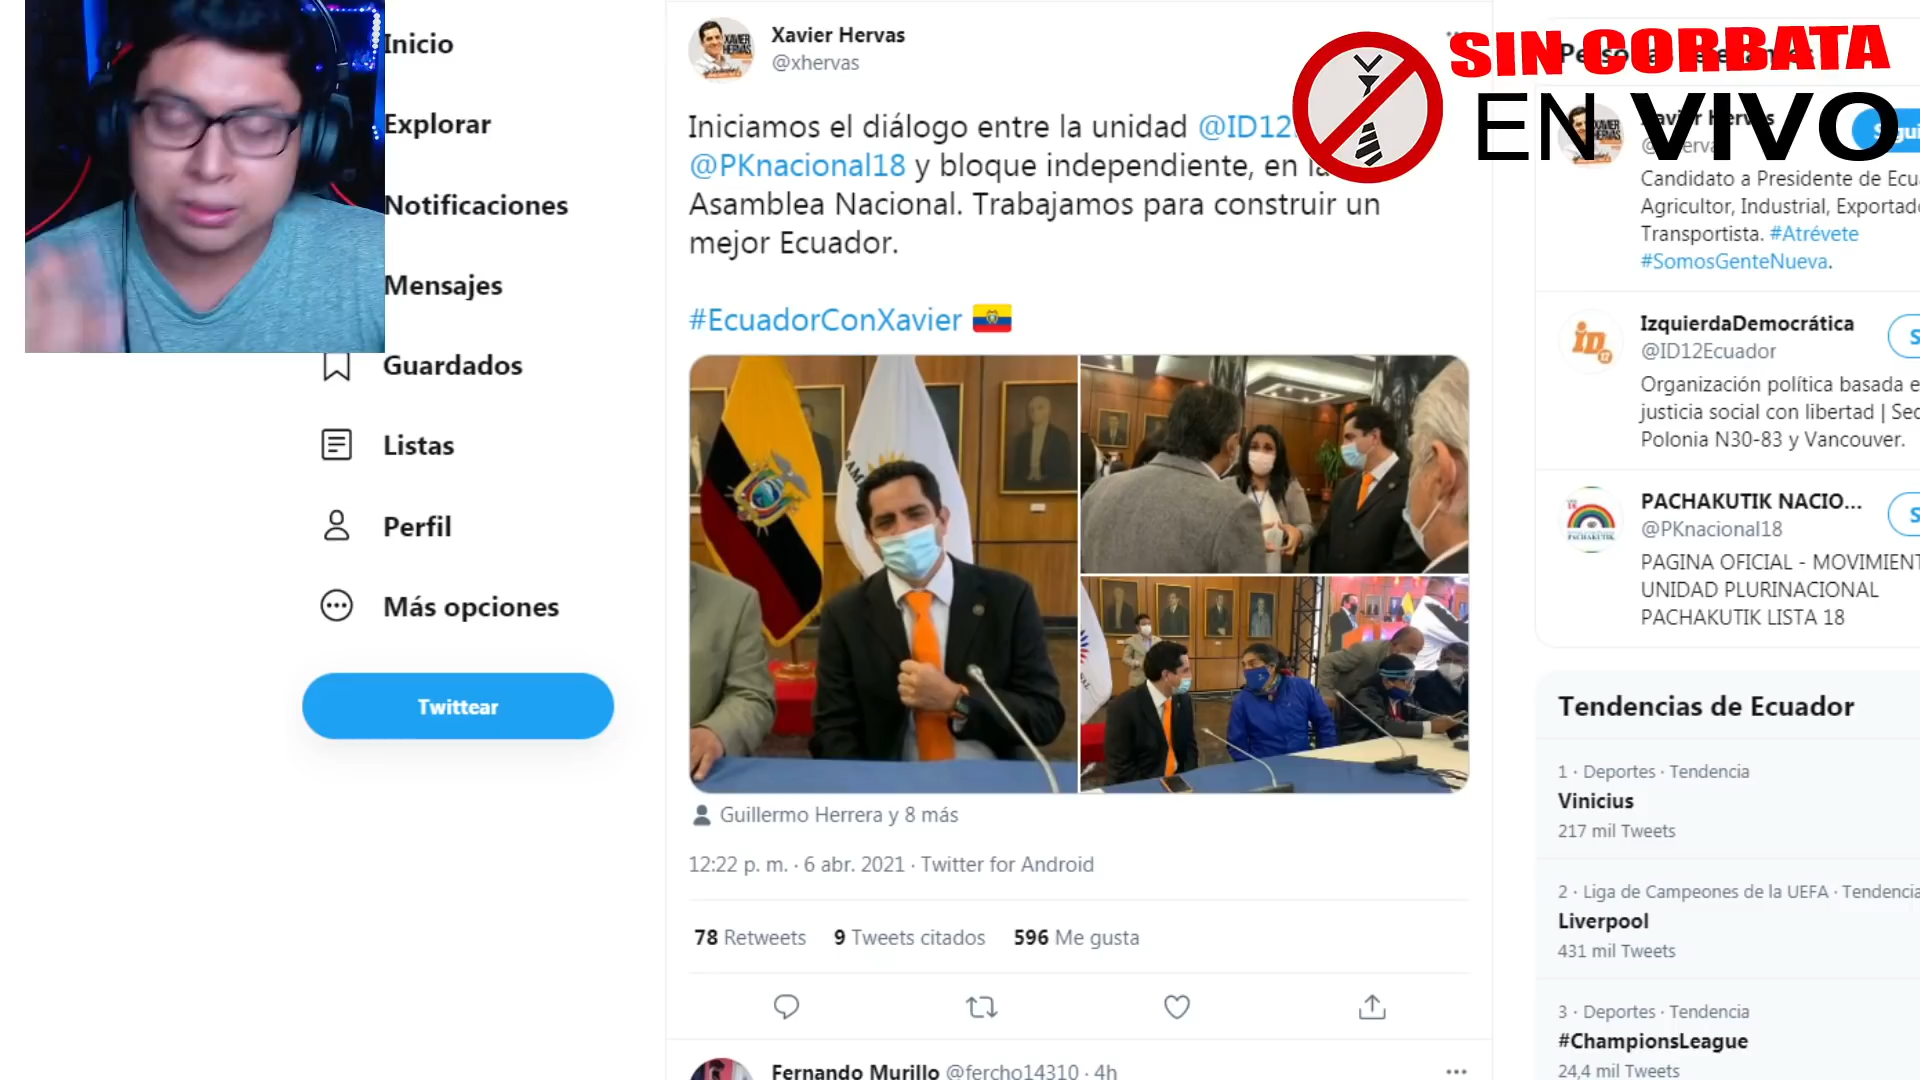 Inicio
Explorar
Notificaciones
Mensajes
Guardados
Listas
Perfil
Más opciones
Twittear
Xavier Hervas
@xhervas
Iniciamos el diálogo entre la unidad @ID12
@PKnacional18 y bloque independiente, en la
Asamblea Nacional. Trabajamos para construir un
mejor Ecuador.
#EcuadorConXavier
Guillermo Herrera y 8 más
12:22 p. m. · 6 abr. 2021 · Twitter for Android
78 Retweets 9 Tweets citados 596 Me gusta
Fernando Murillo @fercho14310 · 4h
SIN CORBATA
EN VIVO
Xavier Hervas
Candidato a Presidente de
Agricultor, Industrial,
Transportista. #Atrévete
#SomosGenteNueva.
IzquierdaDemocrática
@ID12Ecuador
Organización política basada
justicia social con libertad |
Polonia N30-83 y Vancouver.
PACHAKUTIK NACIO...
@PKnacional18
PAGINA OFICIAL -
UNIDAD PLURINACIONAL
PACHAKUTIK LISTA 18
Tendencias de Ecuador
1 · Deportes · Tendencia
Vinicius
217 mil Tweets
2 · Liga de Campeones de la UEFA · Tendencia
Liverpool
431 mil Tweets
3 · Deportes · Tendencia
#ChampionsLeague
24,4 mil Tweets